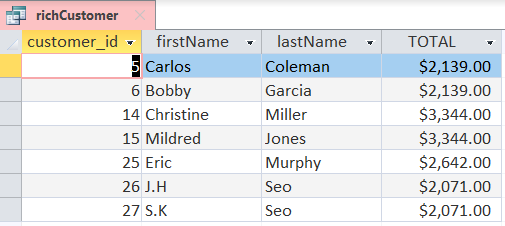 richCustomer
customer_id firstName lastName TOTAL
5 Carlos Coleman $2,139.00
6 Bobby Garcia $2,139.00
14 Christine Miller $3,344.00
15 Mildred Jones $3,344.00
25 Eric Murphy $2,642.00
26 J.H Seo $2,071.00
27 S.K Seo $2,071.00